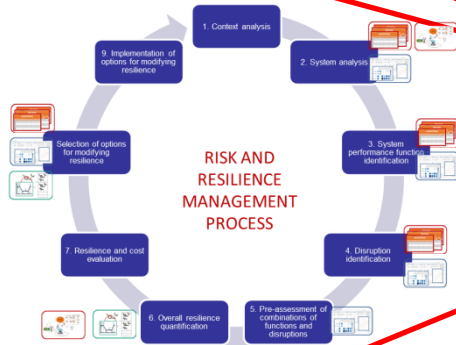 1. Context analysis
2. System analysis
3. System
performance function
identification
4. Disruption
identification
5. Pre-assessment of
combinations of
functions and
disruptions
6. Overall resilience
quantification
7. Resilience and cost
evaluation
Selection of options
for modifying
resilience
9. Implementation of
options for modifying
resilience
RISK AND
RESILIENCE
MANAGEMENT
PROCESS